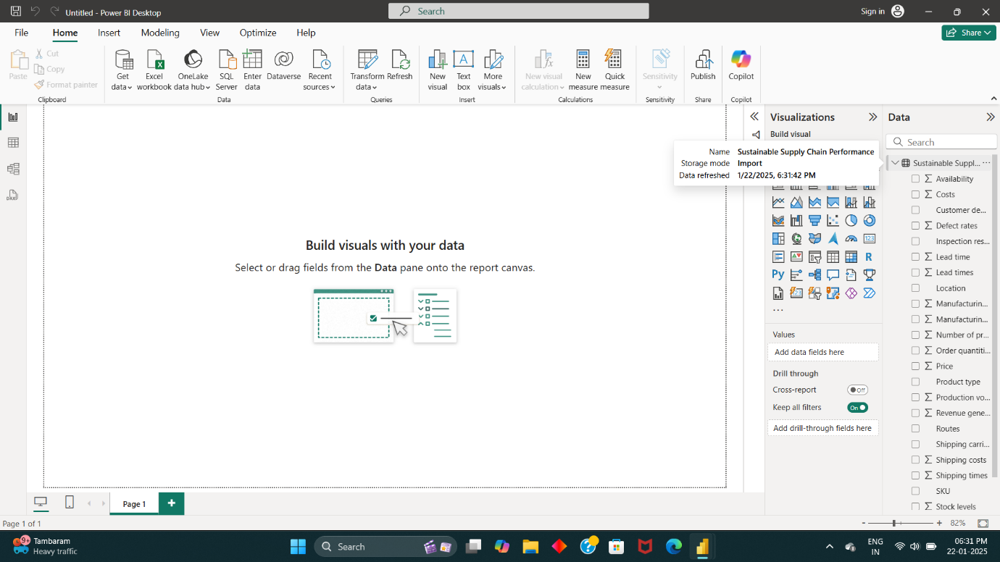 Untitled - Power BI Desktop
Search
Sign in
File Home Insert Modeling View Optimize Help
Share
Paste
Cut
Copy
Format painter
Clipboard
Get data
Excel workbook
OneLake data hub
SQL Server
Enter data
Dataverse
Recent sources
Data
Transform data
Refresh
Queries
New visual
Text box
More visuals
Insert
New visual calculation
New measure
Quick measure
Calculations
Sensitivity
Sensitivity
Publish
Share
Copilot
Copilot
Build visuals with your data
Select or drag fields from the Data pane onto the report canvas.
Visualizations
Build visual
Name Sustainable Supply Chain Performance
Storage mode Import
Data refreshed 1/22/2025, 6:31:42 PM
123
R
Py
Values
Add data fields here
Drill through
Cross-report Off
Keep all filters On
Add drill-through fields here
Data
Search
Sustainable Suppl...
Availability
Costs
Customer de...
Defect rates
Inspection res...
Lead time
Lead times
Location
Manufacturin...
Manufacturin...
Number of pr...
Order quantiti...
Price
Product type
Production vo...
Revenue gene...
Routes
Shipping carri...
Shipping costs
Shipping times
SKU
Stock levels
Page 1
Page 1 of 1
- + 82%
9+
Tambaram
Heavy traffic
Search
ENG
IN
06:31 PM
22-01-2025